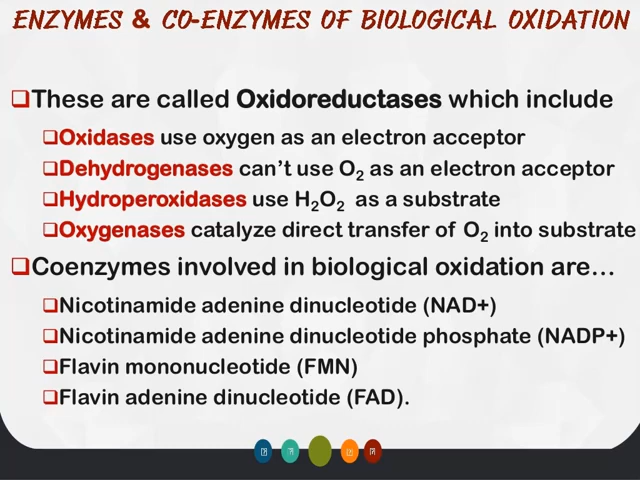 ENZYMES & CO-ENZYMES OF BIOLOGICAL OXIDATION
These are called Oxidoreductases which include
Oxidases use oxygen as an electron acceptor
Dehydrogenases can’t use O₂ as an electron acceptor
Hydroperoxidases use H₂O₂ as a substrate
Oxygenases catalyze direct transfer of O₂ into substrate
Coenzymes involved in biological oxidation are…
Nicotinamide adenine dinucleotide (NAD+)
Nicotinamide adenine dinucleotide phosphate (NADP+)
Flavin mononucleotide (FMN)
Flavin adenine dinucleotide (FAD).